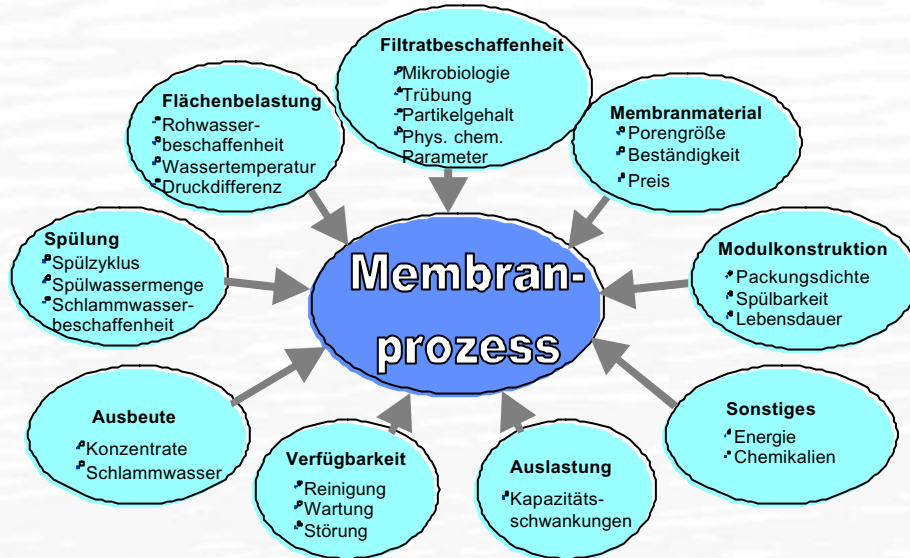 Filtratbeschaffenheit
Mikrobiologie
Trübung
Partikelgehalt
Phys. chem.
Parameter
Flächenbelastung
Rohwasser-
beschaffenheit
Wassertemperatur
Druckdifferenz
Membranmaterial
Porengröße
Beständigkeit
Preis
Spülung
Spülzyklus
Spülwassermenge
Schlammwasser-
beschaffenheit
Membran-
prozess
Modulkonstruktion
Packungsdichte
Spülbarkeit
Lebensdauer
Ausbeute
Konzentrate
Schlammwasser
Verfügbarkeit
Reinigung
Wartung
Störung
Auslastung
Kapazitäts-
schwankungen
Sonstiges
Energie
Chemikalien